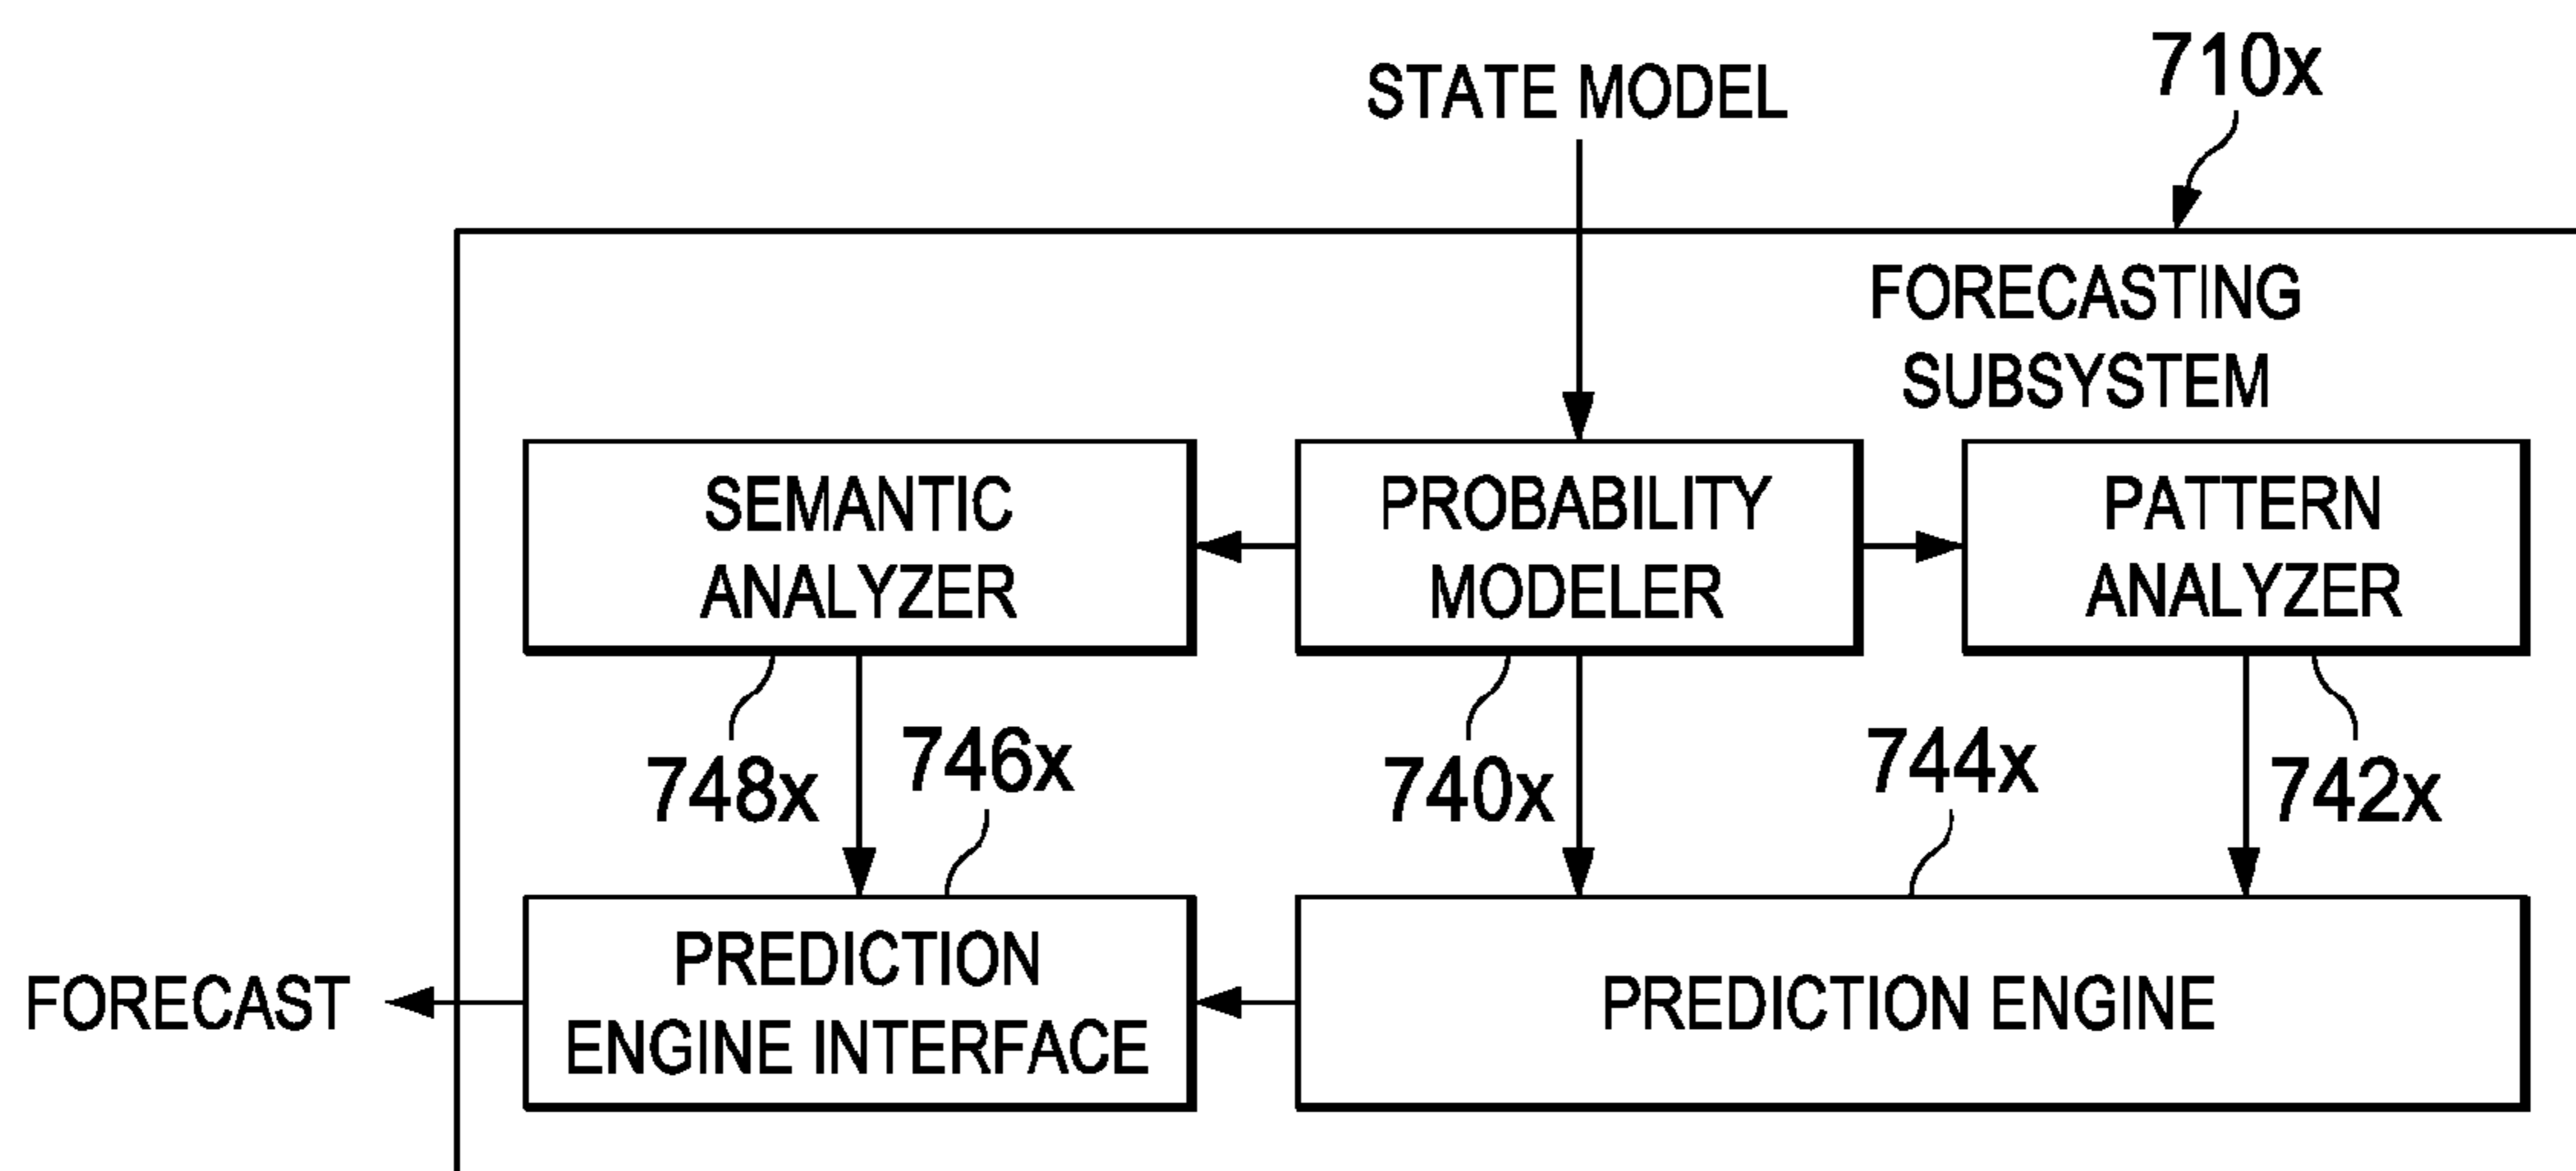 710x
STATE MODEL
FORECASTING
SUBSYSTEM
SEMANTIC
ANALYZER
PROBABILITY
MODELER
PATTERN
ANALYZER
748x
746x
740x
744x
742x
FORECAST
PREDICTION
ENGINE INTERFACE
PREDICTION ENGINE